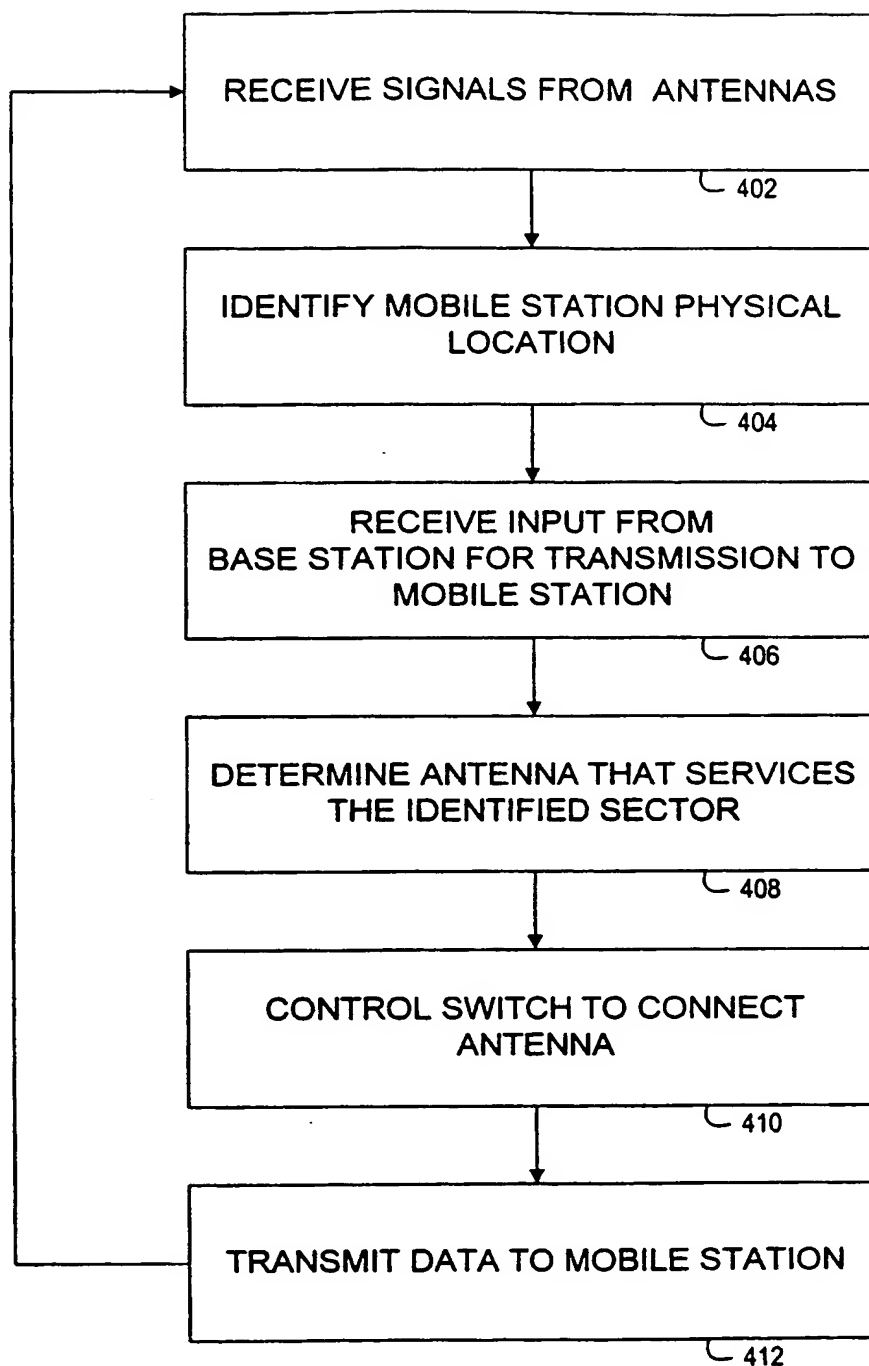 RECEIVE SIGNALS FROM ANTENNAS
402
IDENTIFY MOBILE STATION PHYSICAL
LOCATION
404
RECEIVE INPUT FROM
BASE STATION FOR TRANSMISSION TO
MOBILE STATION
406
DETERMINE ANTENNA THAT SERVICES
THE IDENTIFIED SECTOR
408
CONTROL SWITCH TO CONNECT
ANTENNA
410
TRANSMIT DATA TO MOBILE STATION
412